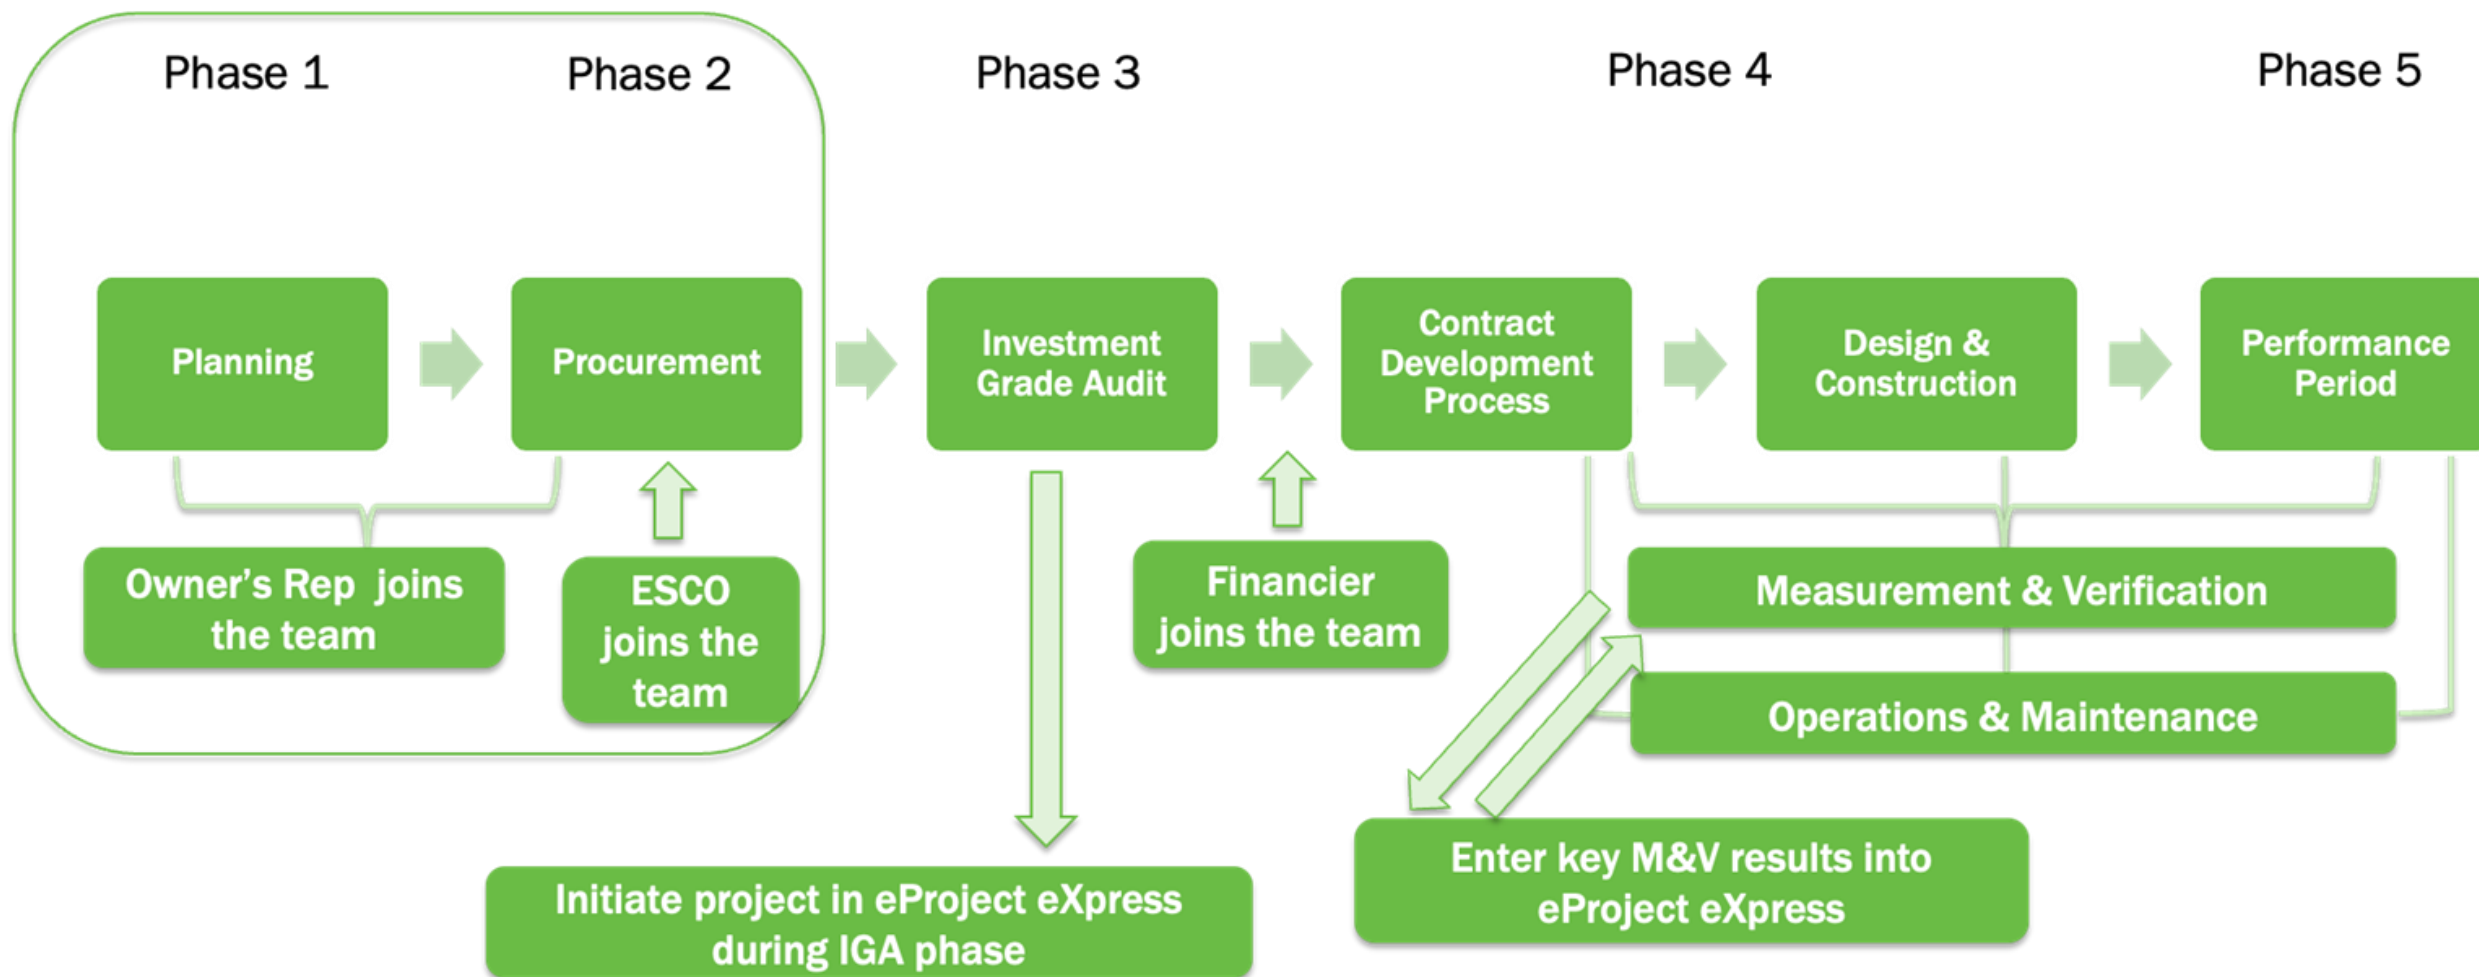 Phase 1
Phase 2
Phase 3
Phase 4
Phase 5
Planning
Procurement
Investment
Grade Audit
Contract
Development
Process
Design &
Construction
Performance
Period
Owner's Rep joins
the team
ESCO
joins the
team
Financier
joins the team
Measurement & Verification
Operations & Maintenance
Initiate project in eProject eXpress
during IGA phase
Enter key M&V results into
eProject eXpress